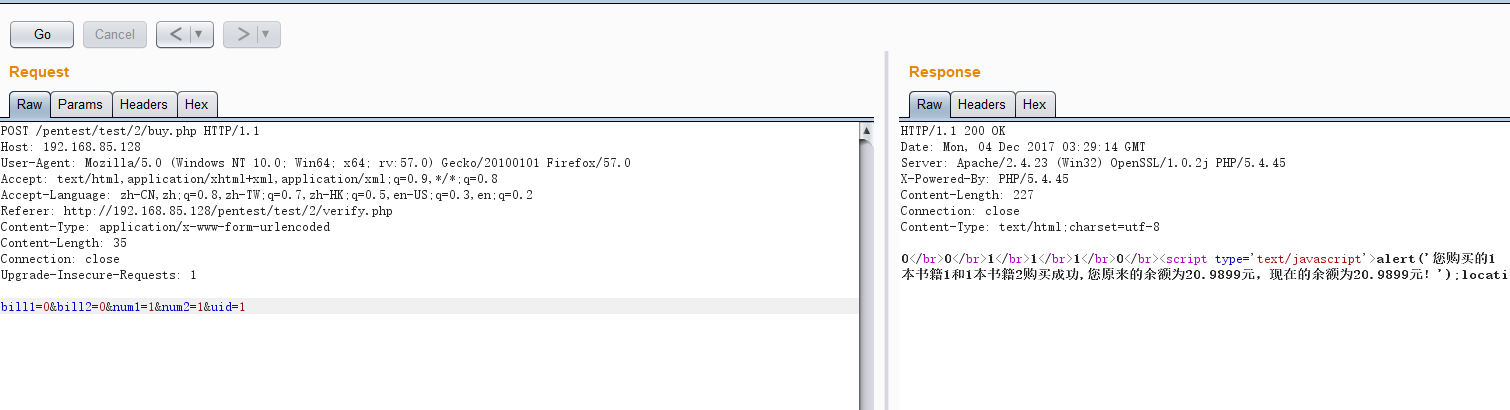 Go Cancel < ▼ > ▼
Request
Raw Params Headers Hex
POST /pentest/test/2/buy.php HTTP/1.1
Host: 192.168.85.128
User-Agent: Mozilla/5.0 (Windows NT 10.0; Win64; x64; rv:57.0) Gecko/20100101 Firefox/57.0
Accept: text/html,application/xhtml+xml,application/xml;q=0.9,*/*;q=0.8
Accept-Language: zh-CN,zh;q=0.8,zh-TW;q=0.7,zh-HK;q=0.5,en-US;q=0.3,en;q=0.2
Referer: http://192.168.85.128/pentest/test/2/verify.php
Content-Type: application/x-www-form-urlencoded
Content-Length: 35
Connection: close
Upgrade-Insecure-Requests: 1
bill1=0&bill2=0&num1=1&num2=1&uid=1
Response
Raw Headers Hex
HTTP/1.1 200 OK
Date: Mon, 04 Dec 2017 03:29:14 GMT
Server: Apache/2.4.23 (Win32) OpenSSL/1.0.2j PHP/5.4.45
X-Powered-By: PHP/5.4.45
Content-Length: 227
Connection: close
Content-Type: text/html;charset=utf-8
0</br>0</br>1</br>1</br>1</br>0</br><script type='text/javascript'>alert('您购买的1
本书籍1和1本书籍2购买成功,您原来的余额为20.9899元，现在的余额为20.9899元！');locati